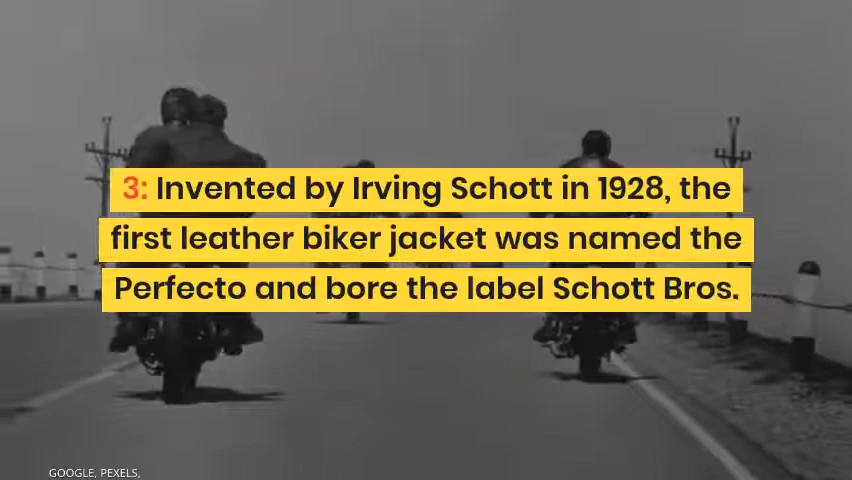 3: Invented by Irving Schott in 1928, the
first leather biker jacket was named the
Perfecto and bore the label Schott Bros.
GOOGLE, PEXELS,